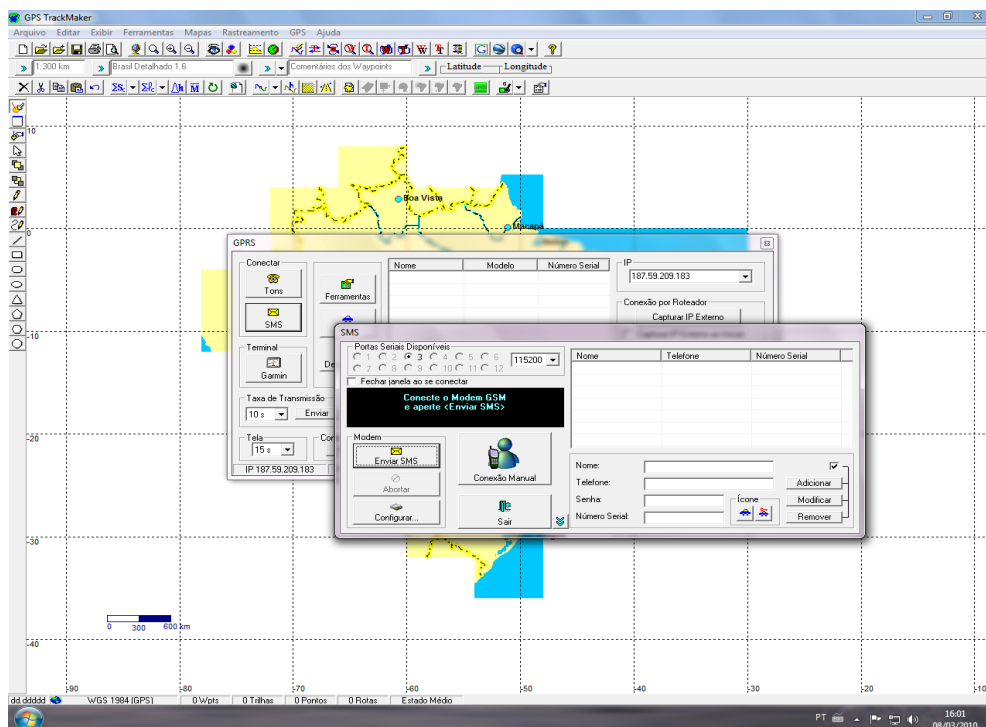 GPS TrackMaker
Arquivo Editar Exibir Ferramentas Mapas Rastreamento GPS Ajuda
1:300 km
Brasil Detalhado 1.6
Comentários dos Waypoints
Latitude Longitude
10
Boa Vista
Macapá
0
GPRS
Conectar
Tons
SMS
Ferramentas
Nome Modelo Número Serial
IP
187.59.209.183
Conexão por Roteador
Capturar IP Externo
Terminal
Garmin
De
Taxa de Transmissão
10 s
Enviar
Tela
15 s
Con
IP 187.59.209.183
SMS
Portas Seriais Disponíveis
1 2 3 4 5 6
7 8 9 10 11 12
115200
Fechar janela ao se conectar
Conecte o Modem GSM
e aperte <Enviar SMS>
Modem
Enviar SMS
Abortar
Configurar...
Conexão Manual
Sair
Nome Telefone Número Serial
Nome:
Telefone:
Senha:
Número Serial:
Ícone
Adicionar
Modificar
Remover
-10
-20
-30
-40
0 300 600 km
-90 -80 -70 -60 -50 -40 -30 -20 -10
dd.ddddd WGS 1984 (GPS) 0 Wpts 0 Trilhas 0 Pontos 0 Rotas Estado Médio
PT
16:01
08/03/2010